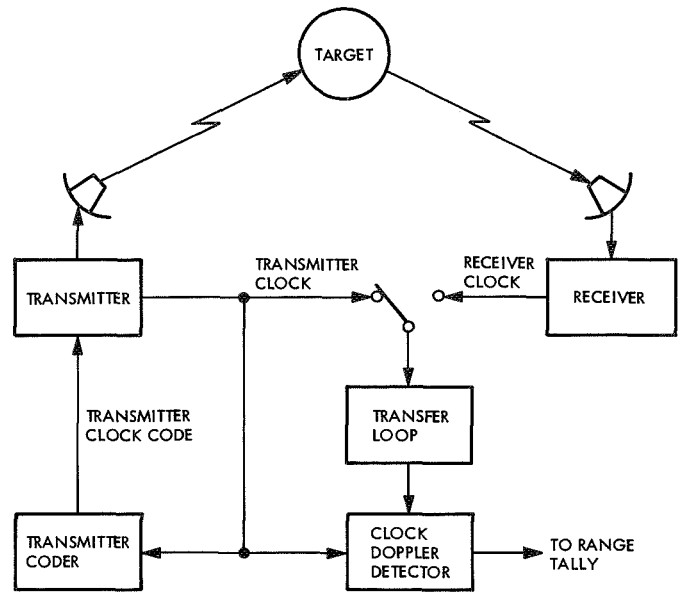 TARGET
TRANSMITTER
CLOCK
RECEIVER
CLOCK
TRANSMITTER
RECEIVER
TRANSMITTER
CLOCK CODE
TRANSFER
LOOP
TRANSMITTER
CODER
CLOCK
DOPPLER
DETECTOR
TO RANGE
TALLY